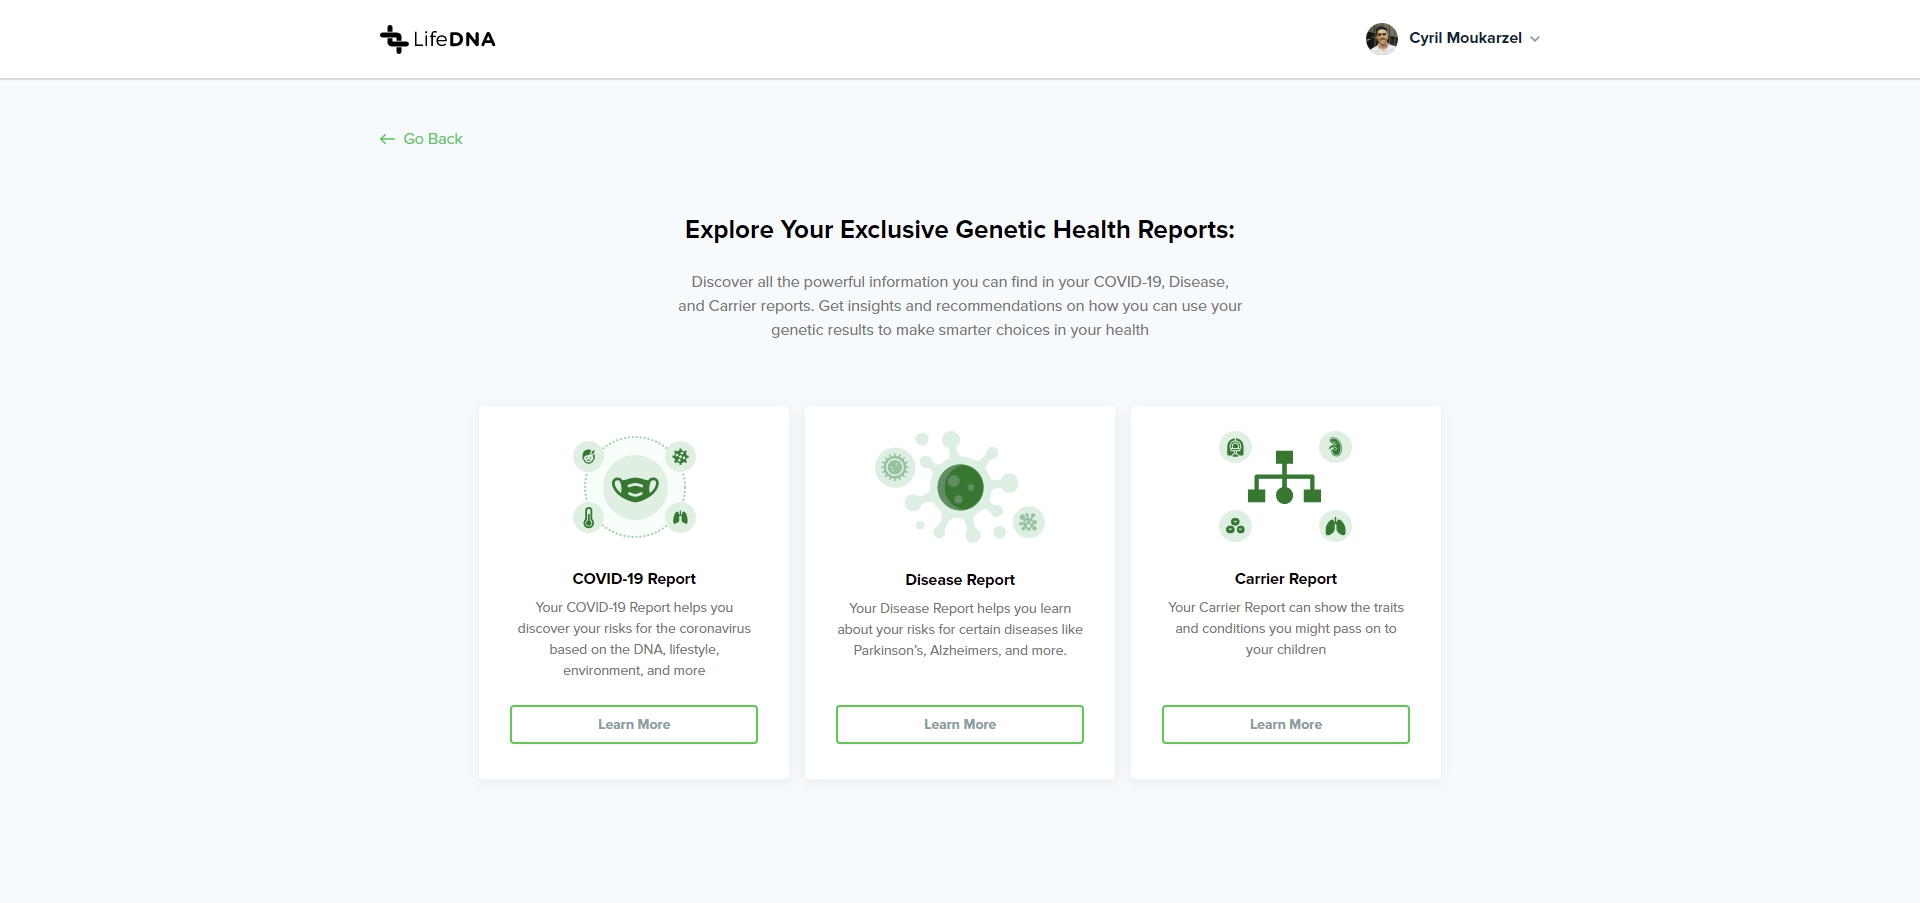 LifeDNA
Cyril Moukarzel
Go Back
Explore Your Exclusive Genetic Health Reports:
Discover all the powerful information you can find in your COVID-19, Disease,
and Carrier reports. Get insights and recommendations on how you can use your
genetic results to make smarter choices in your health
COVID-19 Report
Your COVID-19 Report helps you
discover your risks for the coronavirus
based on the DNA, lifestyle,
environment, and more
Learn More
Disease Report
Your Disease Report helps you learn
about your risks for certain diseases like
Parkinson's, Alzheimers, and more.
Learn More
Carrier Report
Your Carrier Report can show the traits
and conditions you might pass on to
your children
Learn More